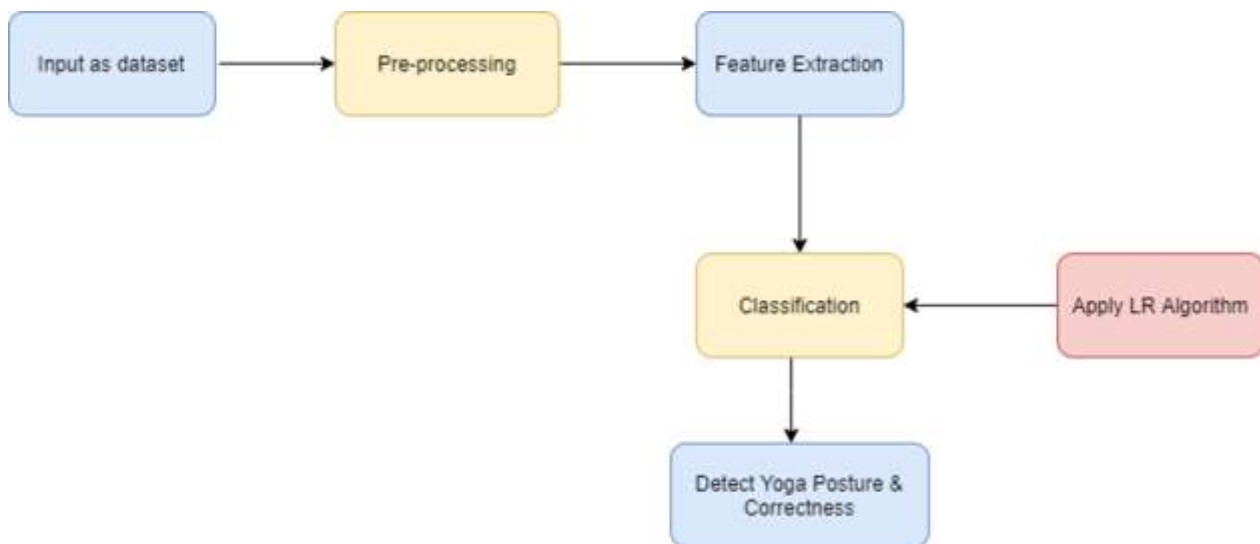 Input as dataset
Pre-processing
Feature Extraction
Classification
Apply LR Algorithm
Detect Yoga Posture &
Correctness